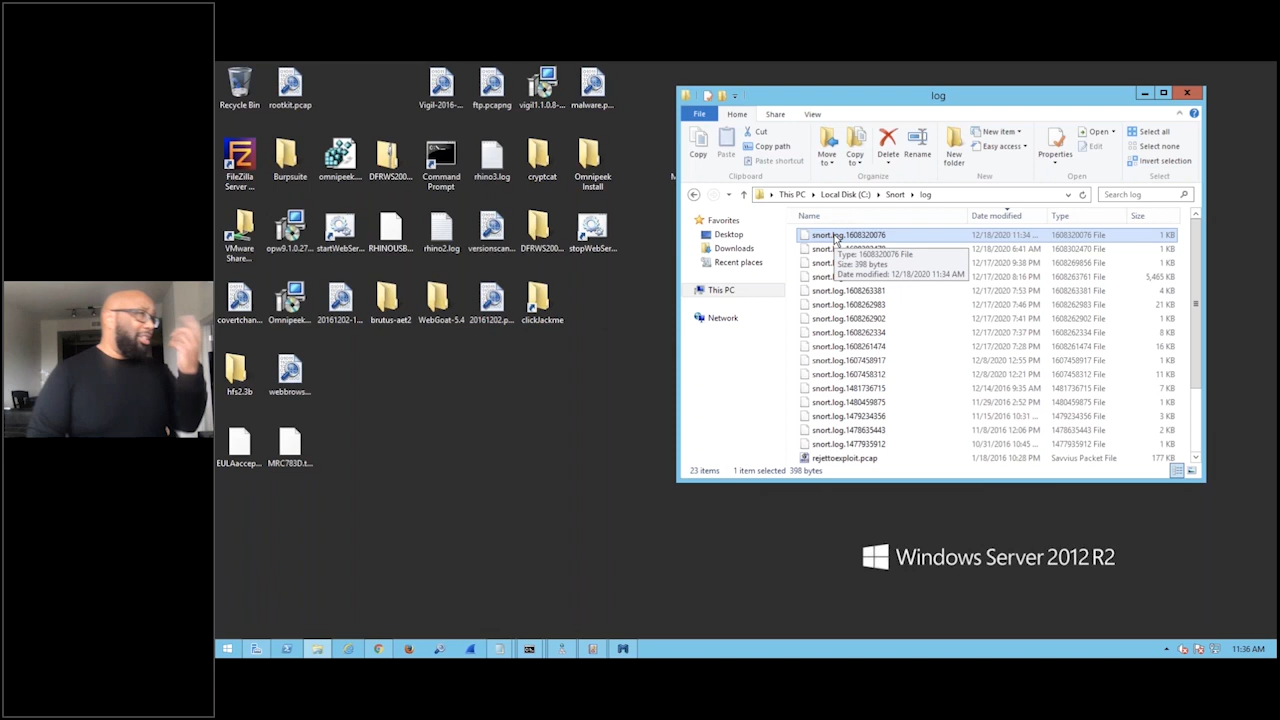 Recycle Bin
rootkit.pcap
Vigil-2016-...
ftp.pcapng
vigil1.1.0.8-...
malware.p...
FileZilla Server ...
Burpsuite
omnipeek...
DFRWS200...
Command Prompt
rhino3.log
cryptcat
Omnipeek Install
VMware Share...
opw9.1.0.27...
startWebSer...
RHINOUSB...
rhino2.log
versionscan...
DFRWS200...
stopWebSer...
covertchan...
Omnipeek...
20161202-1...
brutus-aet2
WebGoat-5.4
20161202.p...
clickJackme
hfs2.3b
webbrows...
EULAaccep...
MRC783D.t...
log
File Home Share View
Copy
Paste
Cut
Copy path
Paste shortcut
Clipboard
Move to
Copy to
Delete
Rename
Organize
New folder
New item
Easy access
New
Properties
Open
Edit
Open
Select all
Select none
Invert selection
Select
This PC Local Disk (C:) Snort log
Search log
Favorites
Desktop
Downloads
Recent places
This PC
Network
Name Date modified Type Size
snort.log.1608320076 12/18/2020 11:34 ... 1608320076 File 1 KB
12/18/2020 6:41 AM 1608302470 File 1 KB
12/17/2020 9:38 PM 1608269856 File 1 KB
12/17/2020 8:16 PM 1608263761 File 5,465 KB
Type: 1608320076 File
Size: 398 bytes
Date modified: 12/18/2020 11:34 AM
snort.log.1608263381 12/17/2020 7:53 PM 1608263381 File 4 KB
snort.log.1608262983 12/17/2020 7:46 PM 1608262983 File 21 KB
snort.log.1608262902 12/17/2020 7:41 PM 1608262902 File 1 KB
snort.log.1608262334 12/17/2020 7:37 PM 1608262334 File 8 KB
snort.log.1608261474 12/17/2020 7:28 PM 1608261474 File 16 KB
snort.log.1607458917 12/8/2020 12:55 PM 1607458917 File 1 KB
snort.log.1607458312 12/8/2020 12:21 PM 1607458312 File 11 KB
snort.log.1481736715 12/14/2016 9:35 AM 1481736715 File 7 KB
snort.log.1480459875 11/29/2016 2:52 PM 1480459875 File 1 KB
snort.log.1479234356 11/15/2016 10:31 ... 1479234356 File 3 KB
snort.log.1478635443 11/8/2016 12:06 PM 1478635443 File 2 KB
snort.log.1477935912 10/31/2016 10:45 ... 1477935912 File 1 KB
rejettoexploit.pcap 1/18/2016 10:28 PM Savvius Packet File 177 KB
23 items 1 item selected 398 bytes
Windows Server 2012 R2
11:36 AM